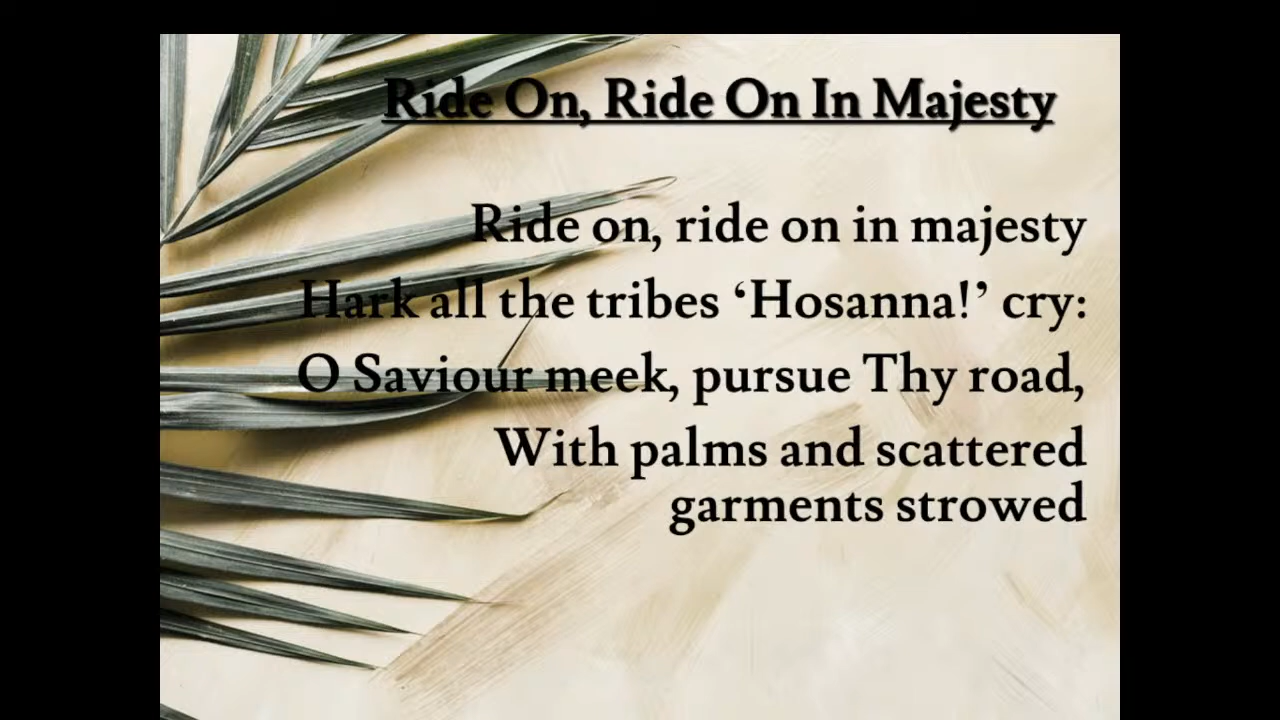 Ride On, Ride On In Majesty
Ride on, ride on in majesty
Hark all the tribes ‘Hosanna!’ cry:
O Saviour meek, pursue Thy road,
With palms and scattered
garments strowed